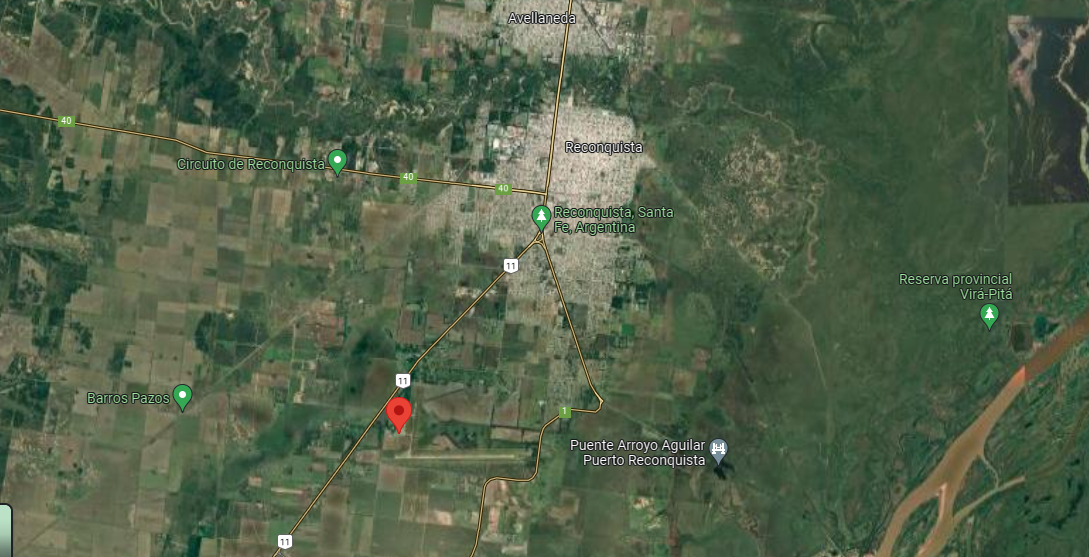 Avellaneda
40
Reconquista
Circuito de Reconquista
40
40
Reconquista, Santa
Fe, Argentina
11
Reserva provincial
Virá-Pitá
11
Barros Pazos
1
Puente Arroyo Aguilar
Puerto Reconquista
11